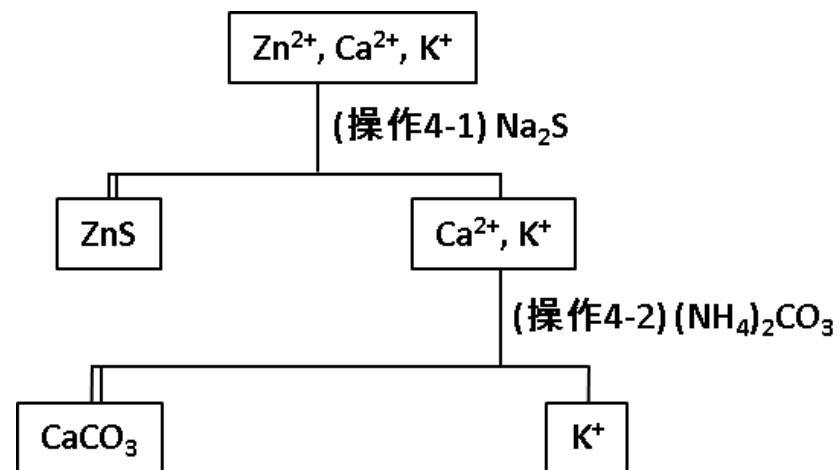 Zn²⁺, Ca²⁺, K⁺
(操作4-1) Na₂S
ZnS
Ca²⁺, K⁺
(操作4-2) (NH₄)₂CO₃
CaCO₃
K⁺